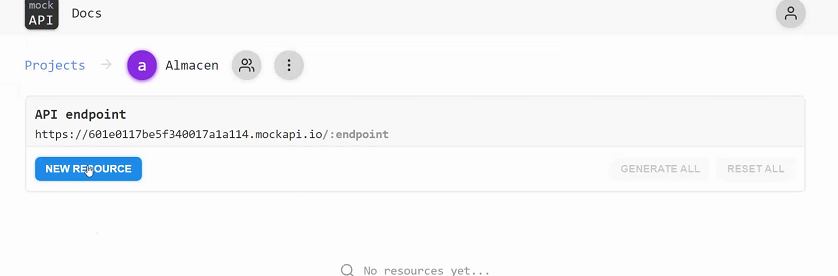 mock
API Docs
Projects → a Almacen
API endpoint
https://601e0117be5f340017a1a114.mockapi.io/:endpoint
NEW RESOURCE GENERATE ALL RESET ALL
No resources yet...